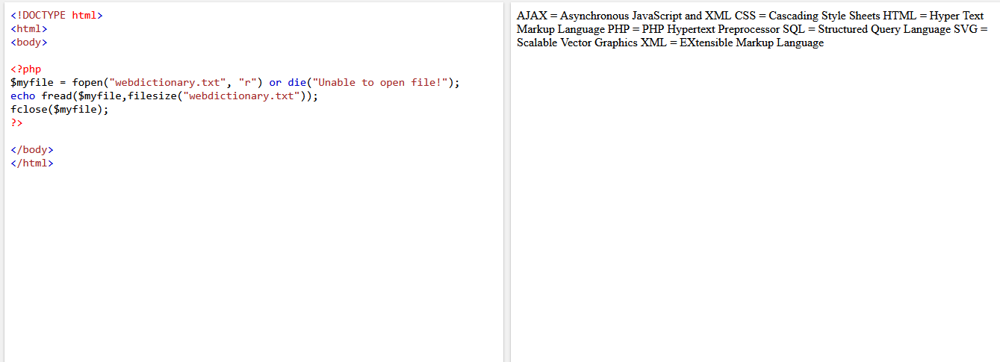 <!DOCTYPE html>
<html>
<body>
<?php
$myfile = fopen("webdictionary.txt", "r") or die("Unable to open file!");
echo fread($myfile,filesize("webdictionary.txt"));
fclose($myfile);
?>
</body>
</html>
AJAX = Asynchronous JavaScript and XML CSS = Cascading Style Sheets HTML = Hyper Text
Markup Language PHP = PHP Hypertext Preprocessor SQL = Structured Query Language SVG =
Scalable Vector Graphics XML = EXtensible Markup Language